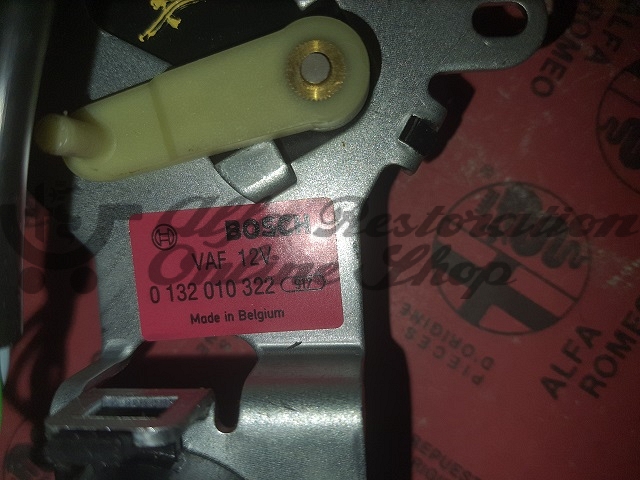 BOSCH
VAF 12V
0 132 010 322 917
Made in Belgium
Alfa Restoration
Engine Shop
ALFA
ROMEO
PIECES
D'ORIGINE
ALFA
ROMEO